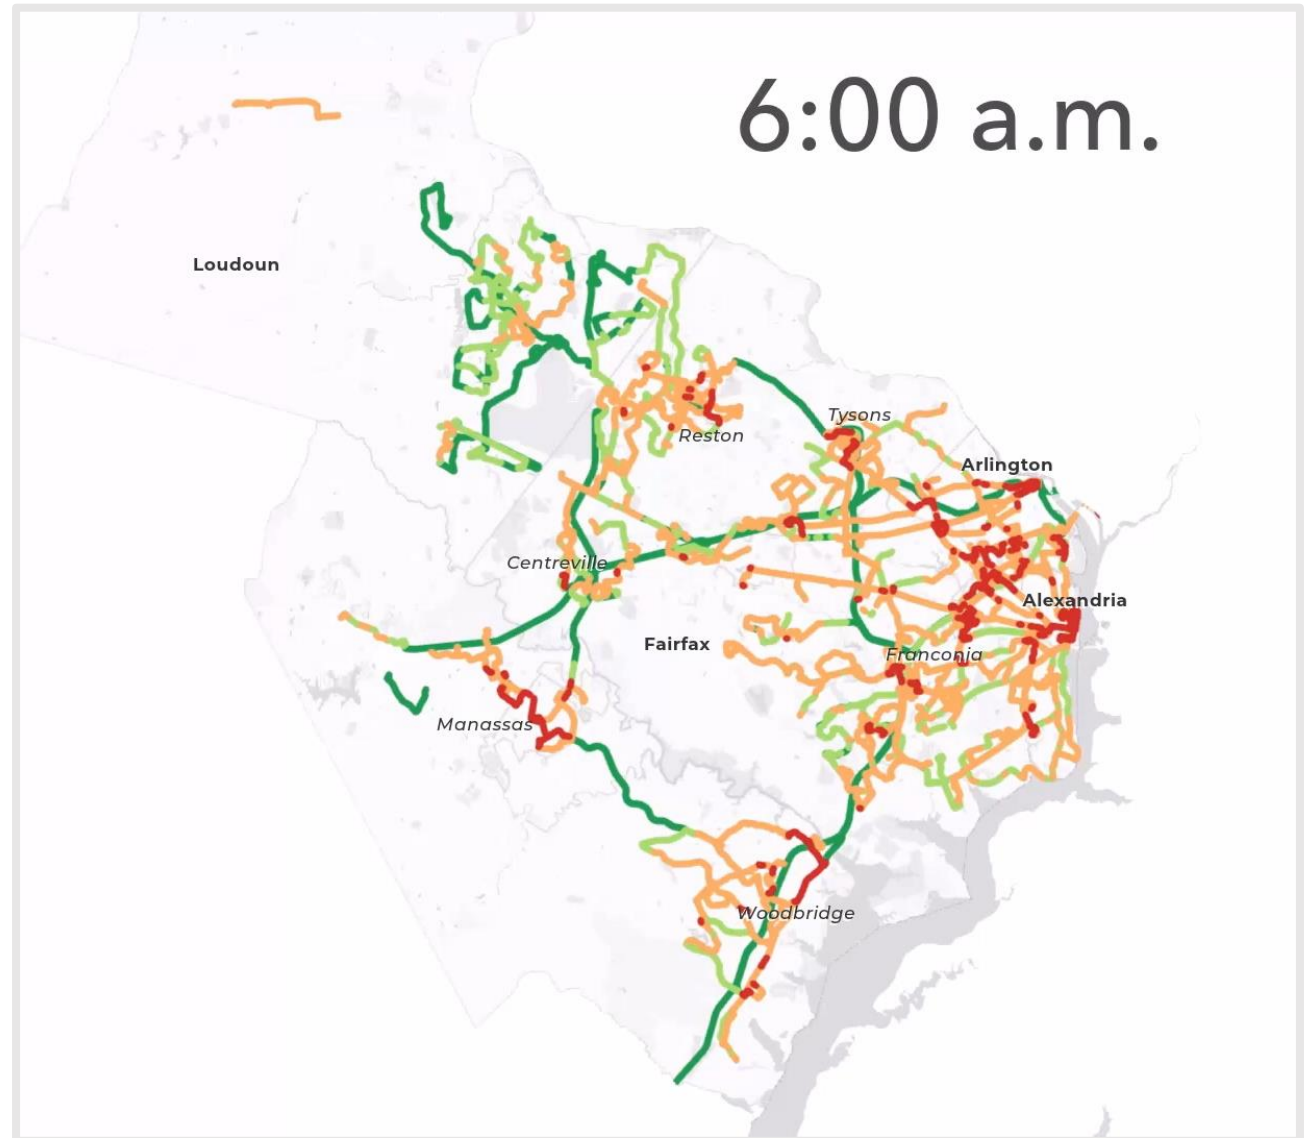 6:00 a.m.
Loudoun
Tysons
Reston
Arlington
Centreville
Alexandria
Fairfax
Franconia
Manassas
Woodbridge